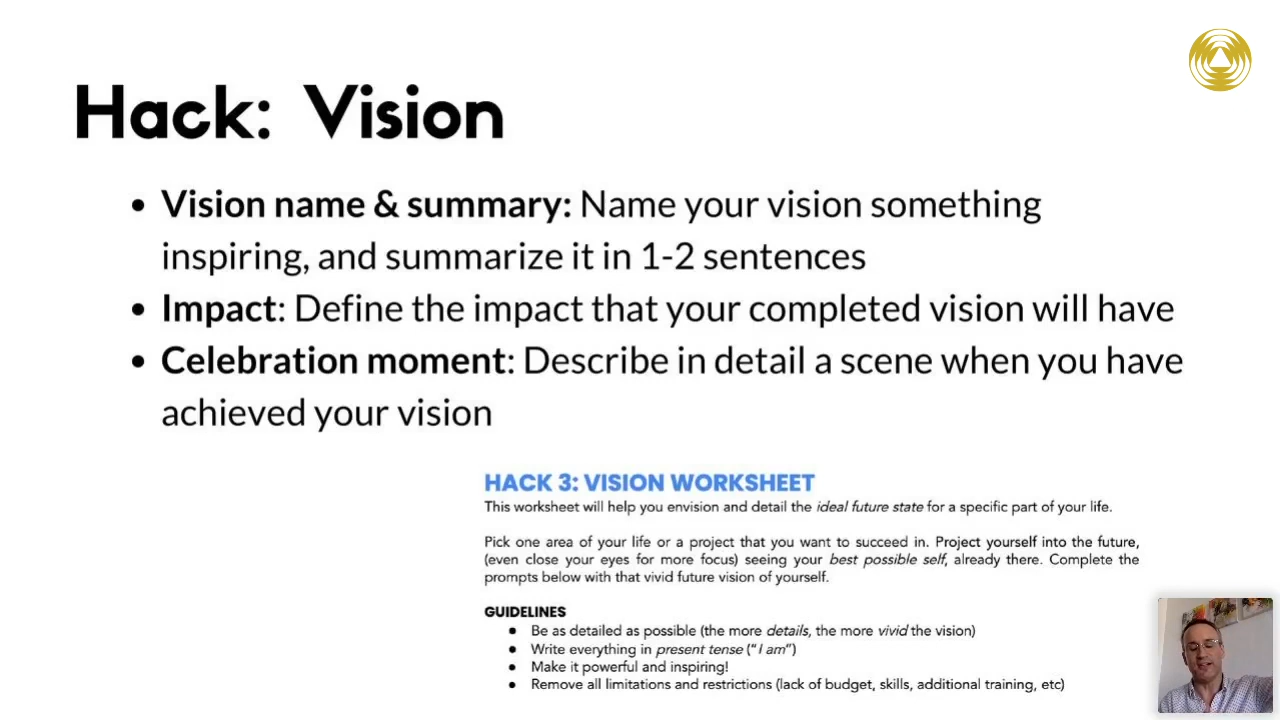 Hack: Vision
• Vision name & summary: Name your vision something
inspiring, and summarize it in 1-2 sentences
• Impact: Define the impact that your completed vision will have
• Celebration moment: Describe in detail a scene when you have
achieved your vision
HACK 3: VISION WORKSHEET
This worksheet will help you envision and detail the ideal future state for a specific part of your life.
Pick one area of your life or a project that you want to succeed in. Project yourself into the future,
(even close your eyes for more focus) seeing your best possible self, already there. Complete the
prompts below with that vivid future vision of yourself.
GUIDELINES
• Be as detailed as possible (the more details, the more vivid the vision)
• Write everything in present tense ("I am")
• Make it powerful and inspiring!
• Remove all limitations and restrictions (lack of budget, skills, additional training, etc)